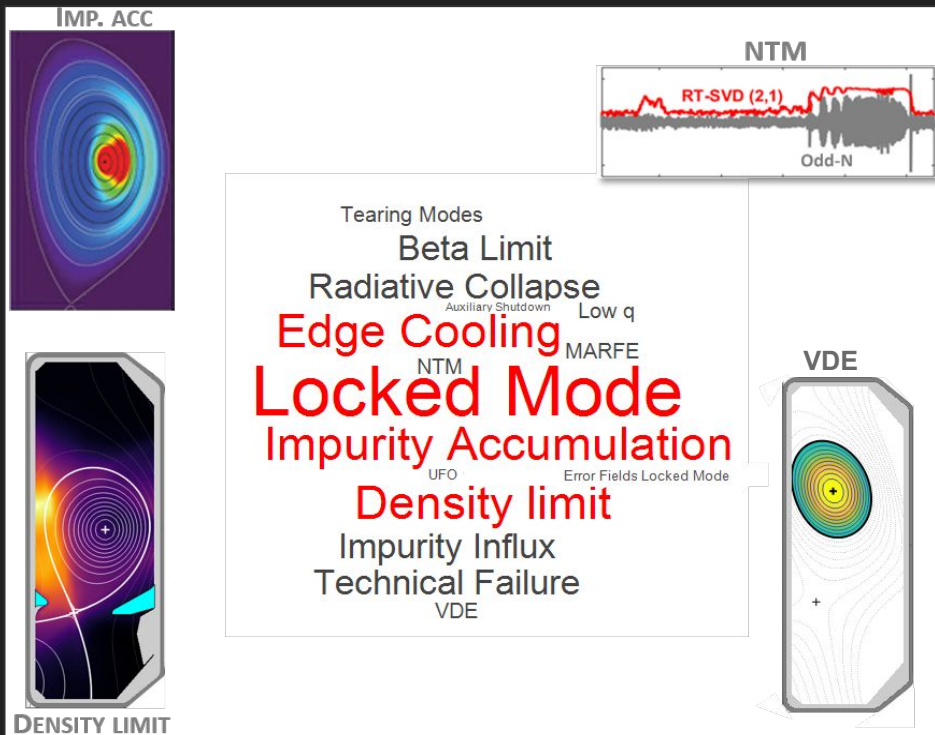 IMP. ACC
NTM
RT-SVD (2,1)
Odd-N
Tearing Modes
Beta Limit
Radiative Collapse
Auxiliary Shutdown
Low q
Edge Cooling
MARFE
NTM
Locked Mode
Impurity Accumulation
UFO
Error Fields Locked Mode
Density limit
Impurity Influx
Technical Failure
VDE
VDE
DENSITY LIMIT